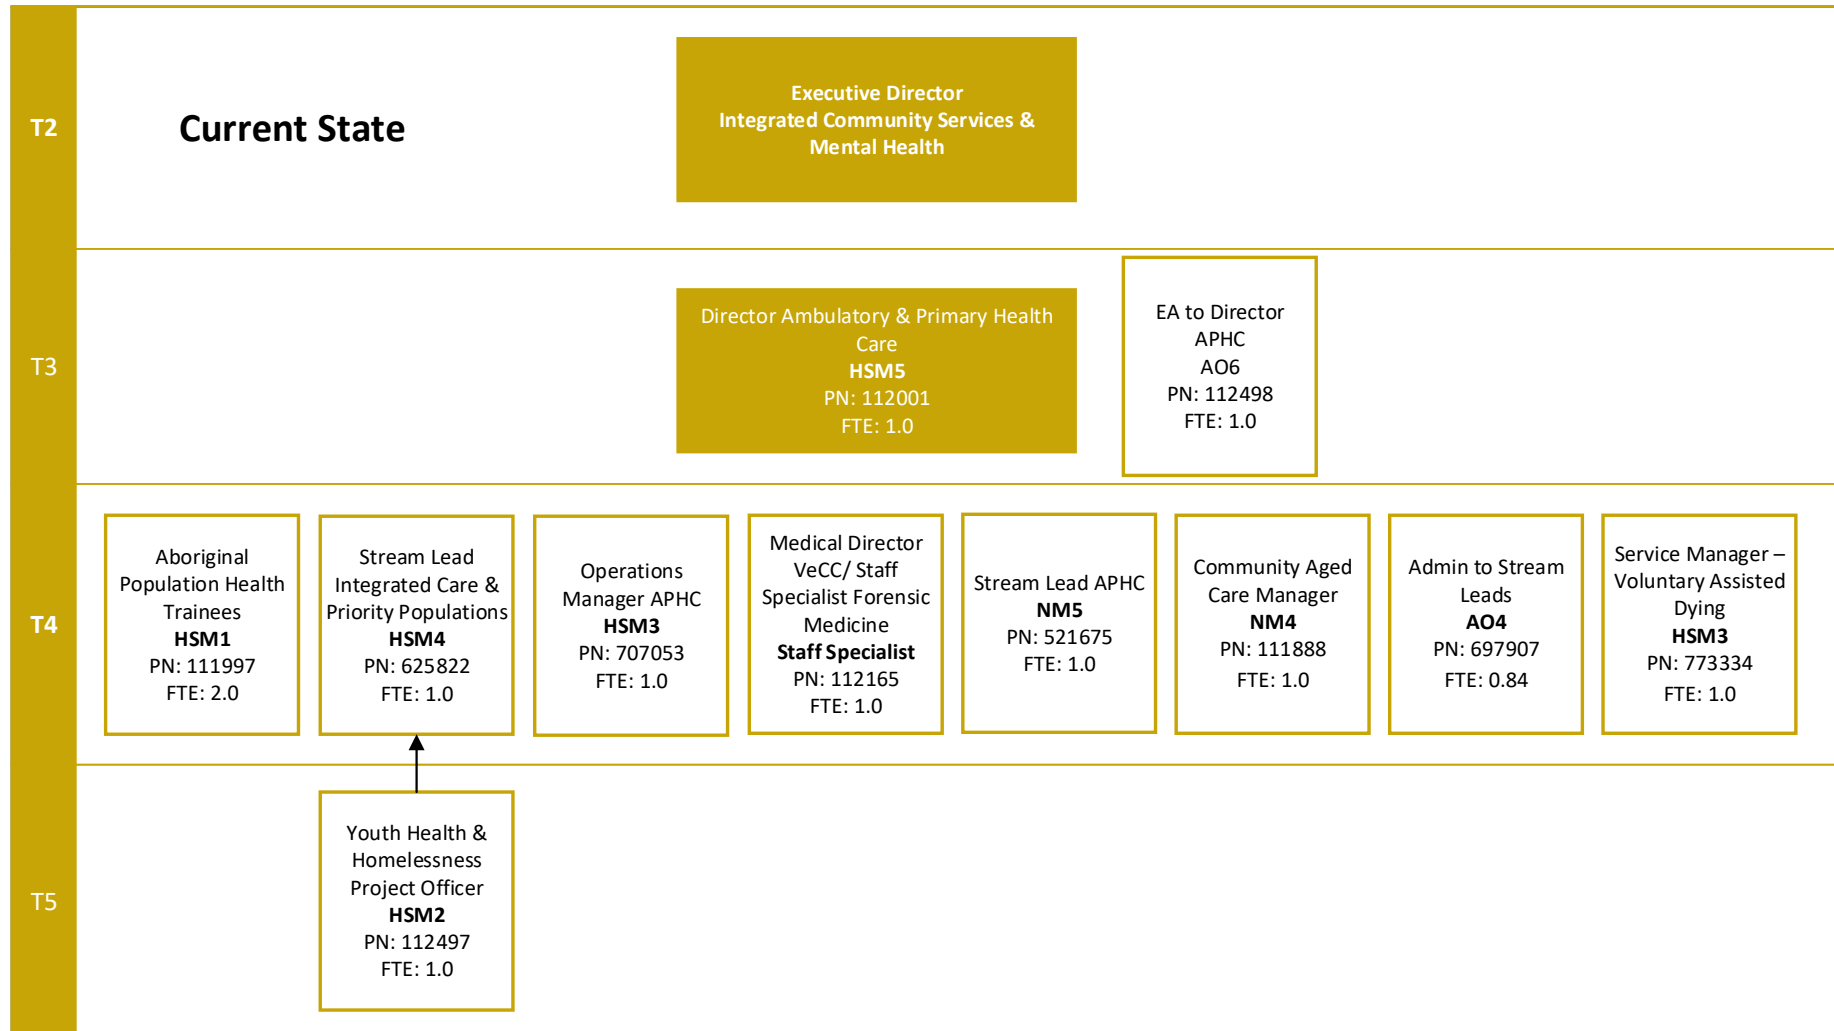 T2
Current State
Executive Director
Integrated Community Services &
Mental Health
T3
Director Ambulatory & Primary Health
Care
HSM5
PN: 112001
FTE: 1.0
EA to Director
APHC
AO6
PN: 112498
FTE: 1.0
T4
Aboriginal
Population Health
Trainees
HSM1
PN: 111997
FTE: 2.0
Stream Lead
Integrated Care &
Priority Populations
HSM4
PN: 625822
FTE: 1.0
Operations
Manager APHC
HSM3
PN: 707053
FTE: 1.0
Medical Director
VeCC/ Staff
Specialist Forensic
Medicine
Staff Specialist
PN: 112165
FTE: 1.0
Stream Lead APHC
NM5
PN: 521675
FTE: 1.0
Community Aged
Care Manager
NM4
PN: 111888
FTE: 1.0
Admin to Stream
Leads
AO4
PN: 697907
FTE: 0.84
Service Manager –
Voluntary Assisted
Dying
HSM3
PN: 773334
FTE: 1.0
T5
Youth Health &
Homelessness
Project Officer
HSM2
PN: 112497
FTE: 1.0